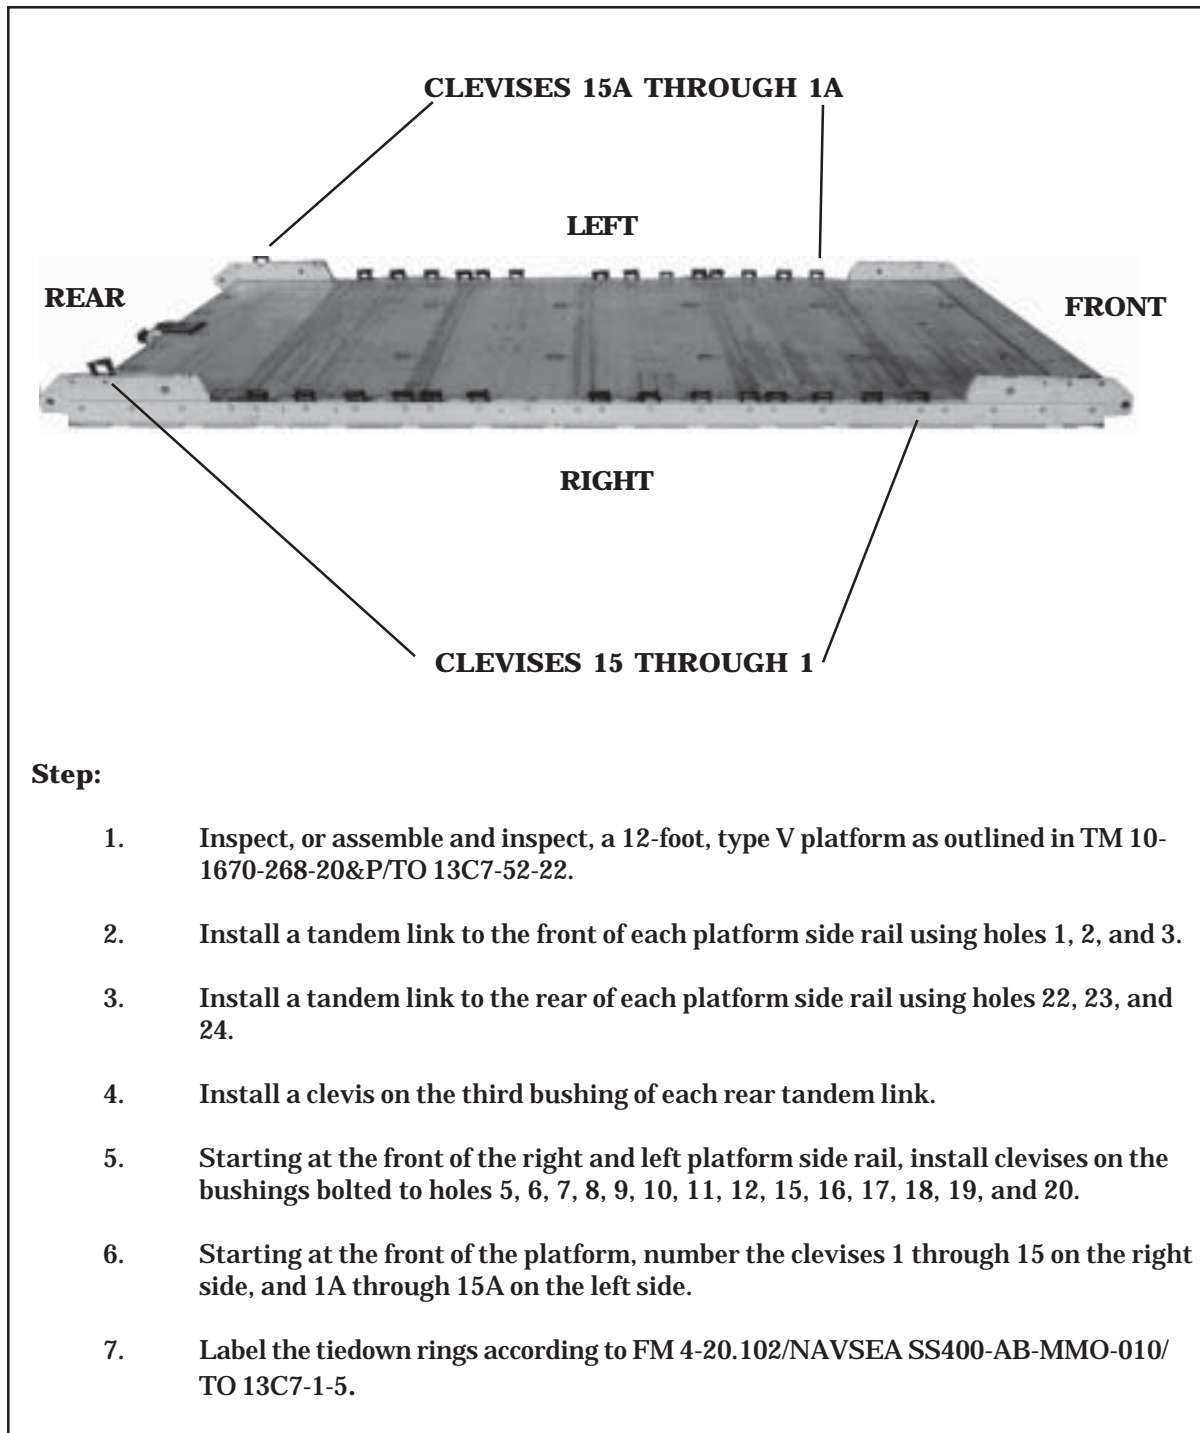 CLEVISES 15A THROUGH 1A
LEFT
REAR
FRONT
RIGHT
CLEVISES 15 THROUGH 1
Step:
1. Inspect, or assemble and inspect, a 12-foot, type V platform as outlined in TM 10-
1670-268-20&P/TO 13C7-52-22.
2. Install a tandem link to the front of each platform side rail using holes 1, 2, and 3.
3. Install a tandem link to the rear of each platform side rail using holes 22, 23, and
24.
4. Install a clevis on the third bushing of each rear tandem link.
5. Starting at the front of the right and left platform side rail, install clevises on the
bushings bolted to holes 5, 6, 7, 8, 9, 10, 11, 12, 15, 16, 17, 18, 19, and 20.
6. Starting at the front of the platform, number the clevises 1 through 15 on the right
side, and 1A through 15A on the left side.
7. Label the tiedown rings according to FM 4-20.102/NAVSEA SS400-AB-MMO-010/
TO 13C7-1-5.